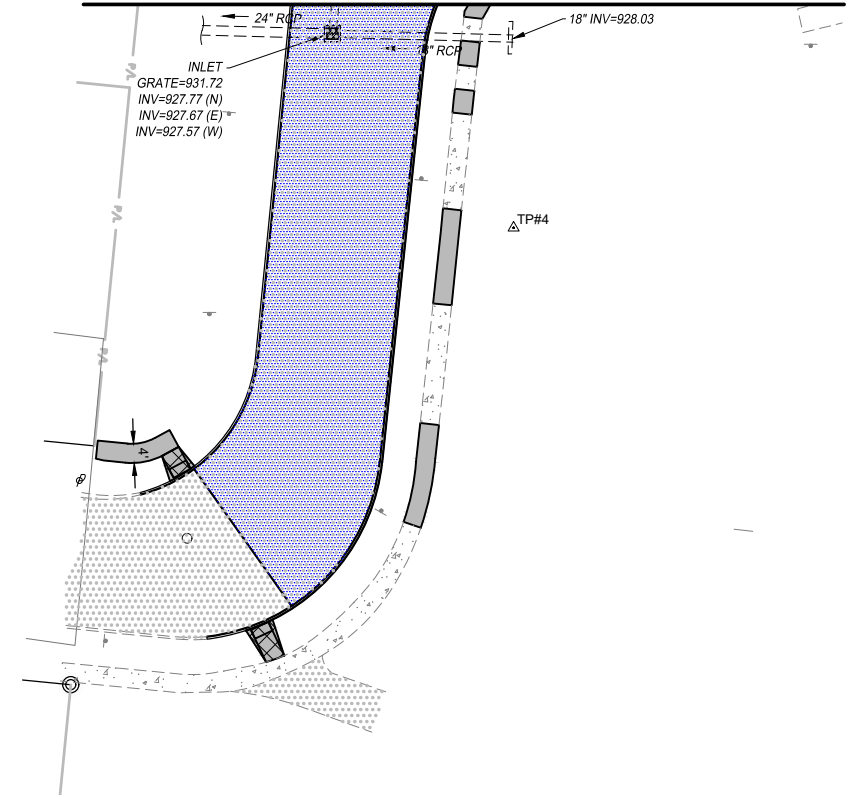 24" RCP
18" INV=928.03
18" RCP
INLET
GRATE=931.72
INV=927.77 (N)
INV=927.67 (E)
INV=927.57 (W)
TP#4
4'